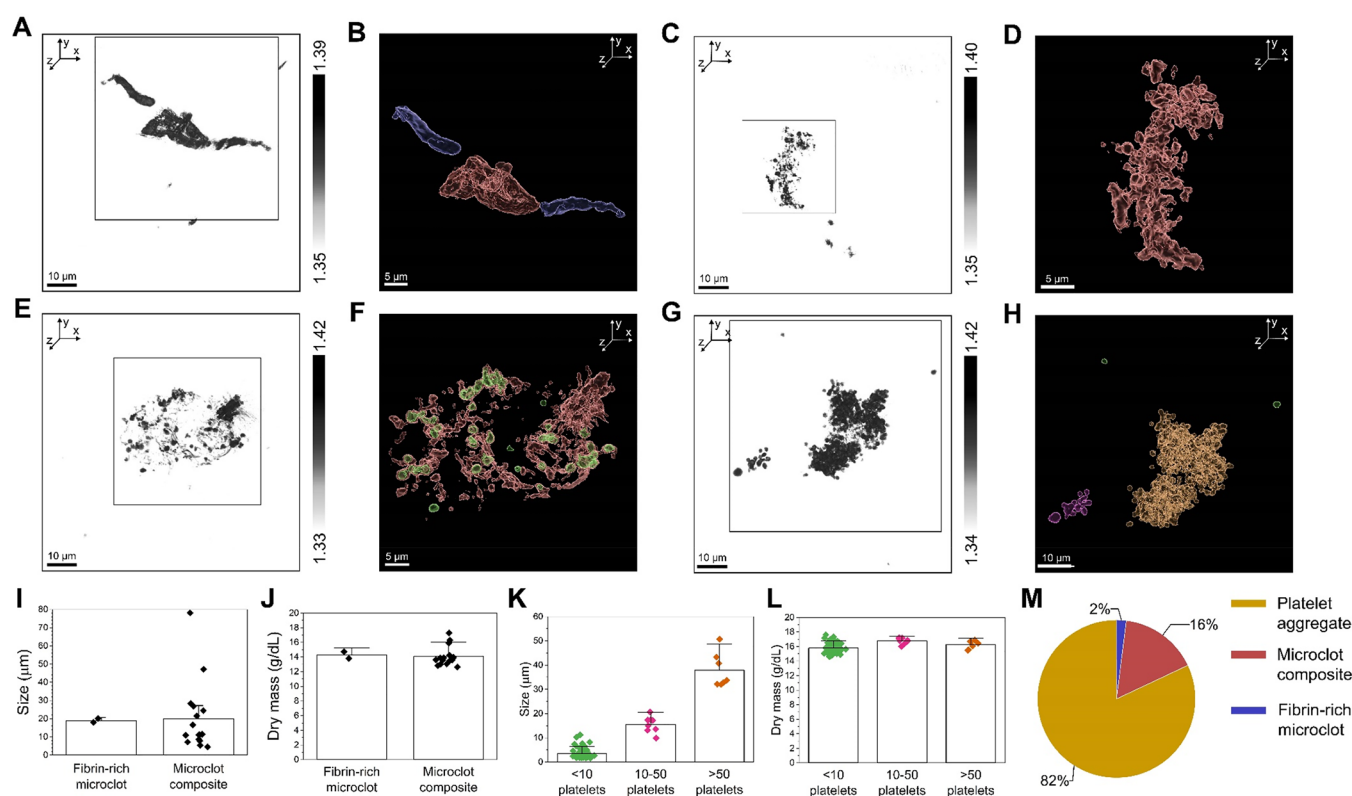 A
y
x
z
10 µm
1.39
1.35
B
y
x
z
5 µm
C
y
x
z
10 µm
1.40
1.35
D
y
x
z
5 µm
E
y
x
z
10 µm
1.42
1.33
F
y
x
z
5 µm
G
y
x
z
10 µm
1.42
1.34
H
y
x
z
10 µm
I
Size (µm)
80
70
60
50
40
30
20
10
0
Fibrin-rich
microclot
Microclot
composite
J
Dry mass (g/dL)
20
18
16
14
12
10
8
6
4
2
0
Fibrin-rich
microclot
Microclot
composite
K
Size (µm)
60
50
40
30
20
10
0
<10
platelets
10-50
platelets
>50
platelets
L
Dry mass (g/dL)
20
18
16
14
12
10
8
6
4
2
0
<10
platelets
10-50
platelets
>50
platelets
M
2%
16%
82%
Platelet
aggregate
Microclot
composite
Fibrin-rich
microclot